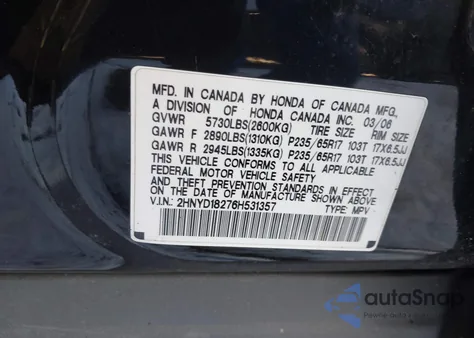 MFD. IN CANADA BY HONDA OF CANADA MFG.,
A DIVISION OF HONDA CANADA INC. 03/06
GVWR 5730LBS(2600KG) TIRE SIZE RIM SIZE
GAWR F 2890LBS(1310KG) P235/65R17 103T 17X6.5JJ
GAWR R 2945LBS(1335KG) P235/65R17 103T 17X6.5JJ
THIS VEHICLE CONFORMS TO ALL APPLICABLE
FEDERAL MOTOR VEHICLE SAFETY
AND THEFT PREVENTION STANDARDS IN EFFECT
ON THE DATE OF MANUFACTURE SHOWN ABOVE.
V.I.N.: 2HNYD18276H531357 TYPE: MPV
autaSnap